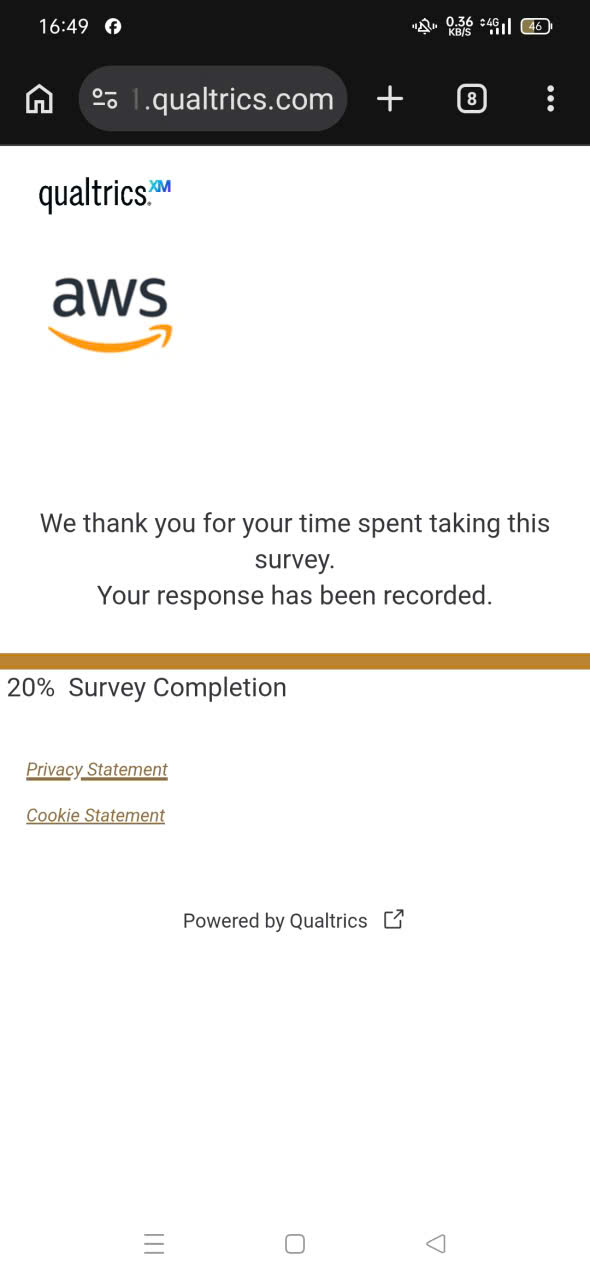 16:49 0.36 KB/S 4G 46
1.qualtrics.com 8
qualtrics.XM
aws
We thank you for your time spent taking this
survey.
Your response has been recorded.
20% Survey Completion
Privacy Statement
Cookie Statement
Powered by Qualtrics